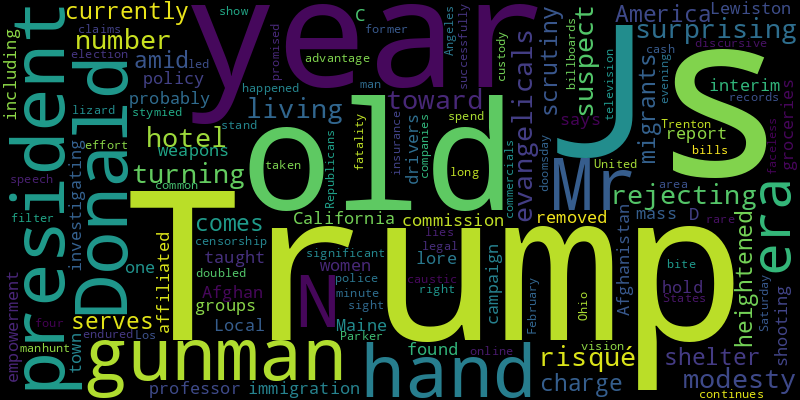 year
old
Trump
J
S
president
Donald
gunman
hand
N
Mr
era
currently
number
including
amid
led
policy
probably
claims
election
lizard
stymied
effort
speech
filter
investigating
empowerment
manhunt
four
town
endured
Los
show
C
former
America
Lewiston
surprising
promised
advantage
man
happened
living
toward
Angeles
successfully
custody
evangelicals
scrutiny
billboards
suspect
television
migrants
cash
evening
records
discursive
interim
groceries
faceless
hotel
weapons
turning
common
stand
taken
Republicans
fatality
insurance
drivers
companies
spend
long
commercials
doomsday
says
United
Trenton
report
bills
area
rejecting
mass
D
rare
comes
censorship
taught
doubled
one
affiliated
serves
Afghan
groups
Local
professor
immigration
California
commission
significant
lies
legal
women
police
lore
caustic
minute
right
sight
Maine
Parker
found
online
campaign
February
removed
Ohio
vision
Afghanistan
hold
States
bite
Saturday
heightened
shooting
risqué
charge
shelter
modesty
continues